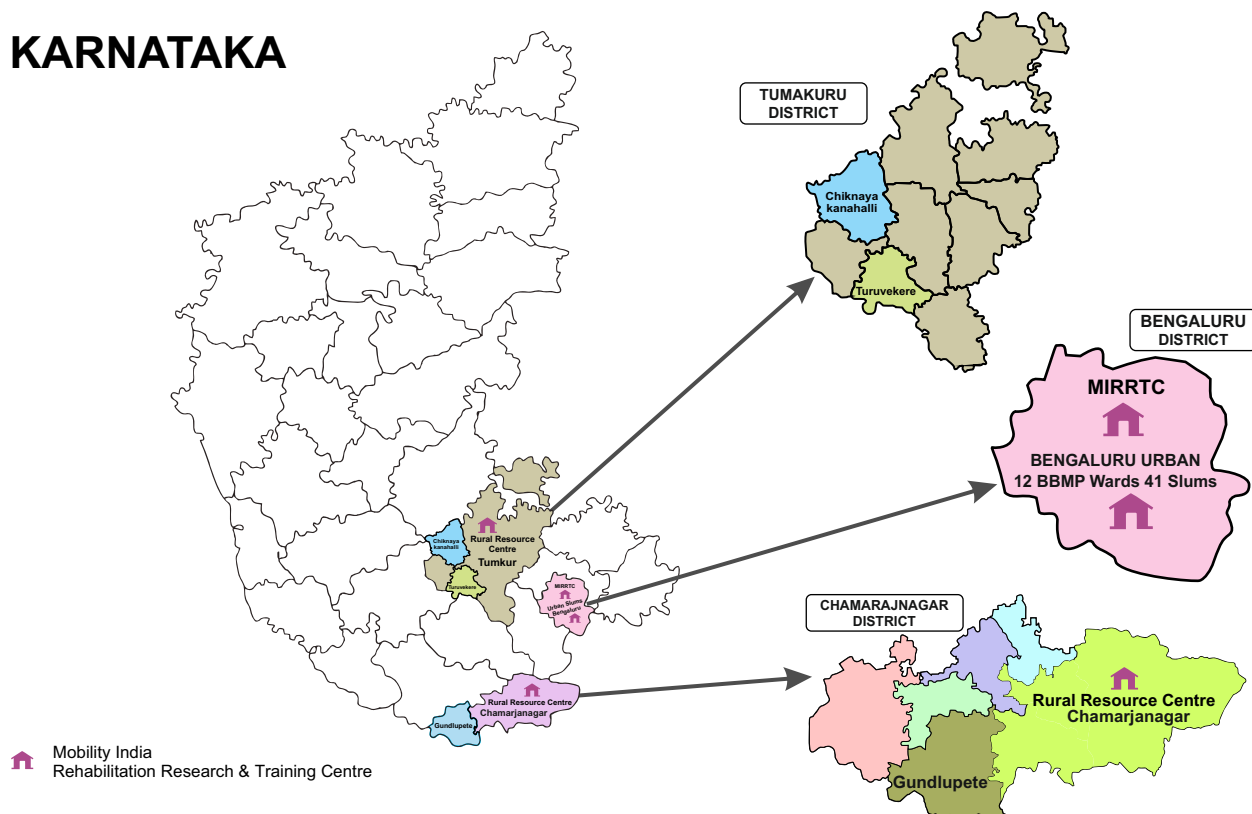 KARNATAKA
TUMAKURU
DISTRICT
Chiknaya
kanahalli
Turuvekere
BENGALURU
DISTRICT
MIRRTC
BENGALURU URBAN
12 BBMP Wards 41 Slums
Chiknaya
kanahalli
Rural Resource
Centre
Tumkur
Turuvekere
MIRRTC
Urban Slums
Bengaluru
CHAMARAJNAGAR
DISTRICT
Rural Resource Centre
Chamarjanagar
Gundlupete
Rural Resource Centre
Chamarjanagar
Gundlupete
Mobility India
Rehabilitation Research & Training Centre